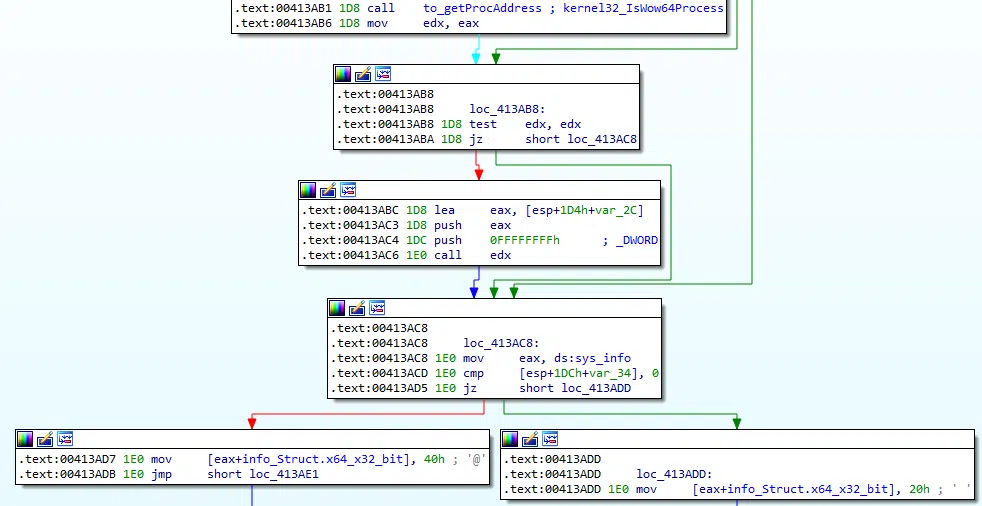 .text:00413AB1 1D8 call    to_getProcAddress ; kernel32_IsWow64Process
.text:00413AB6 1D8 mov     edx, eax
.text:00413AB8
.text:00413AB8     loc_413AB8:
.text:00413AB8 1D8 test    edx, edx
.text:00413ABA 1D8 jz      short loc_413AC8
.text:00413ABC 1D8 lea     eax, [esp+1D4h+var_2C]
.text:00413AC3 1D8 push    eax
.text:00413AC4 1DC push    0FFFFFFFFh      ; _DWORD
.text:00413AC6 1E0 call    edx
.text:00413AC8
.text:00413AC8     loc_413AC8:
.text:00413AC8 1E0 mov     eax, ds:sys_info
.text:00413ACD 1E0 cmp     [esp+1DCh+var_34], 0
.text:00413AD5 1E0 jz      short loc_413ADD
.text:00413AD7 1E0 mov     [eax+info_Struct.x64_x32_bit], 40h ; '@'
.text:00413ADB 1E0 jmp     short loc_413AE1
.text:00413ADD
.text:00413ADD     loc_413ADD:
.text:00413ADD 1E0 mov     [eax+info_Struct.x64_x32_bit], 20h ; ' '